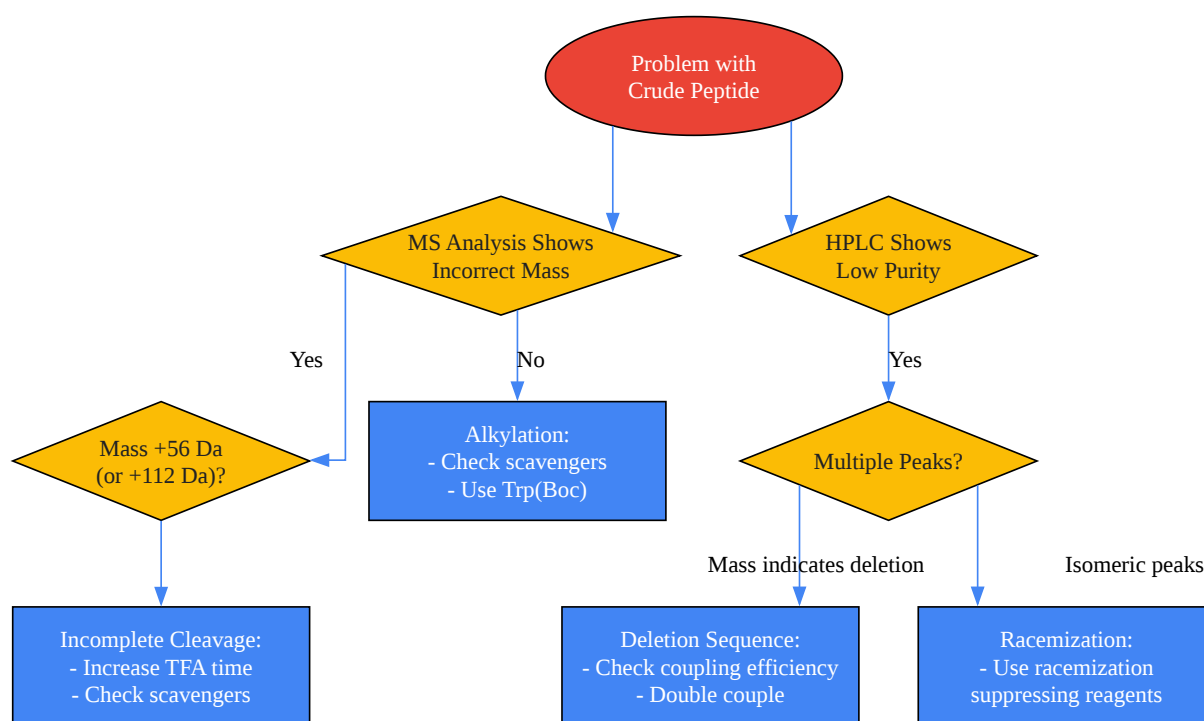 Problem with
Crude Peptide
MS Analysis Shows
Incorrect Mass
HPLC Shows
Low Purity
Yes
No
Yes
Mass +56 Da
(or +112 Da)?
Alkylation:
- Check scavengers
- Use Trp(Boc)
Multiple Peaks?
Mass indicates deletion
Isomeric peaks
Incomplete Cleavage:
- Increase TFA time
- Check scavengers
Deletion Sequence:
- Check coupling efficiency
- Double couple
Racemization:
- Use racemization
suppressing reagents